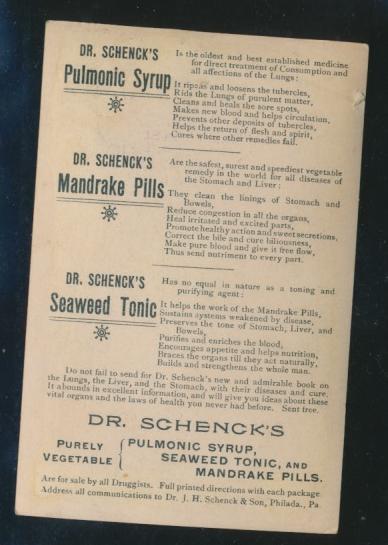 DR. SCHENCK'S
Pulmonic Syrup
Is the oldest and best established medicine
for direct treatment of Consumption and
all affections of the Lungs:
It ripens and loosens the tubercles,
Rids the Lungs of purulent matter,
Cleans and heals the sore spots,
Makes new blood and helps circulation,
Prevents other deposits of tubercles,
Helps the return of flesh and spirit,
Cures where other remedies fail.
DR. SCHENCK'S
Mandrake Pills
Are the safest, surest and speediest vegetable
remedy in the world for all diseases of
the Stomach and Liver:
They clean the linings of Stomach and
Bowels,
Reduce congestion in all the organs,
Heal irritated and excited parts,
Promote healthy action and sweet secretions,
Correct the bile and cure biliousness,
Make pure blood and give it free flow,
Thus send nutriment to every part.
DR. SCHENCK'S
Seaweed Tonic
Has no equal in nature as a toning and
purifying agent:
It helps the work of the Mandrake Pills,
Sustains systems weakened by disease,
Preserves the tone of Stomach, Liver, and
Bowels,
Purifies and enriches the blood,
Encourages appetite and helps nutrition,
Braces the organs till they act naturally,
Builds and strengthens the whole man.
Do not fail to send for Dr. Schenck's new and admirable book on
the Lungs, the Liver, and the Stomach, with their diseases and cure.
It abounds in excellent information, and will give you ideas about these
vital organs and the laws of health you never had before. Sent free.
DR. SCHENCK'S
PURELY
VEGETABLE
PULMONIC SYRUP,
SEAWEED TONIC, AND
MANDRAKE PILLS.
Are for sale by all Druggists. Full printed directions with each package
Address all communications to Dr. J. H. Schenck & Son, Philada., Pa